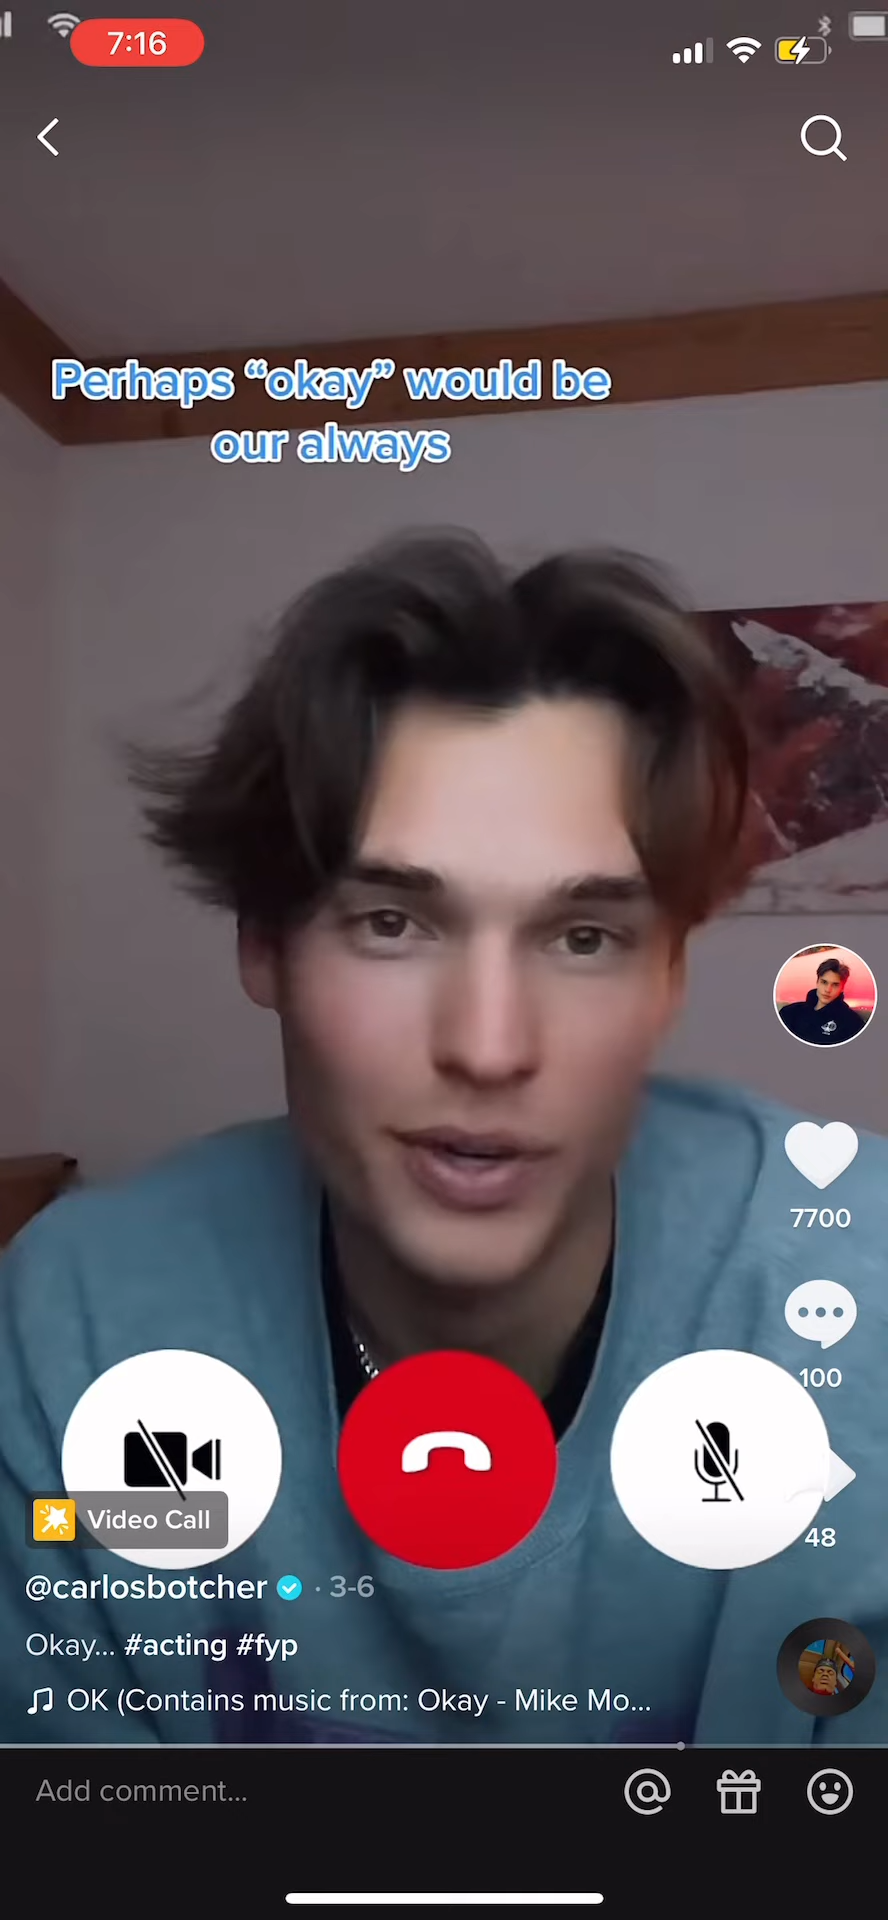 7:16
Perhaps “okay” would be
our always
7700
100
48
Video Call
@carlosbotcher · 3-6
Okay... #acting #fyp
OK (Contains music from: Okay - Mike Mo...
Add comment...